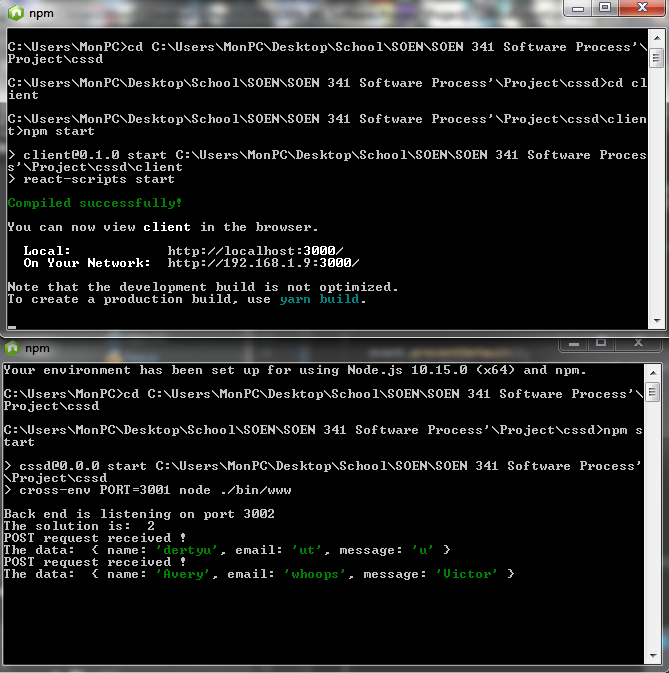 npm
C:\Users\MonPC>cd C:\Users\MonPC\Desktop\School\SOEN\SOEN 341 Software Process'\
Project\cssd
C:\Users\MonPC\Desktop\School\SOEN\SOEN 341 Software Process'\Project\cssd>cd cl
ient
C:\Users\MonPC\Desktop\School\SOEN\SOEN 341 Software Process'\Project\cssd\clien
t>npm start
> client@0.1.0 start C:\Users\MonPC\Desktop\School\SOEN\SOEN 341 Software Proces
s'\Project\cssd\client
> react-scripts start
Compiled successfully!
You can now view client in the browser.
Local: http://localhost:3000/
On Your Network: http://192.168.1.9:3000/
Note that the development build is not optimized.
To create a production build, use yarn build.
npm
Your environment has been set up for using Node.js 10.15.0 (x64) and npm.
C:\Users\MonPC>cd C:\Users\MonPC\Desktop\School\SOEN\SOEN 341 Software Process'\
Project\cssd
C:\Users\MonPC\Desktop\School\SOEN\SOEN 341 Software Process'\Project\cssd>npm s
tart
> cssd@0.0.0 start C:\Users\MonPC\Desktop\School\SOEN\SOEN 341 Software Process'
\Project\cssd
> cross-env PORT=3001 node ./bin/www
Back end is listening on port 3002
The solution is: 2
POST request received !
The data: { name: 'dertyu', email: 'ut', message: 'u' }
POST request received !
The data: { name: 'Avery', email: 'whoops', message: 'Victor' }